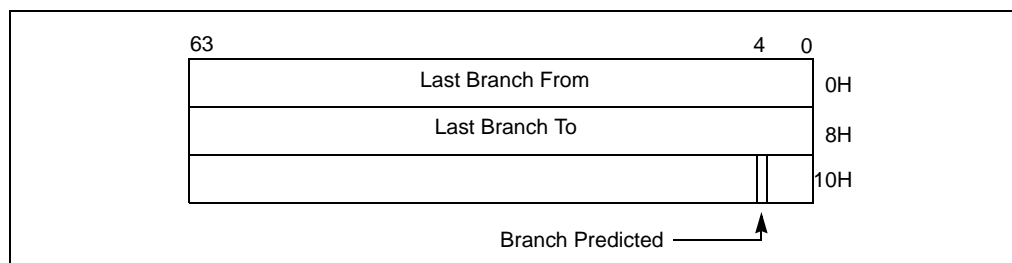 63 4 0
Last Branch From 0H
Last Branch To 8H
10H
Branch Predicted